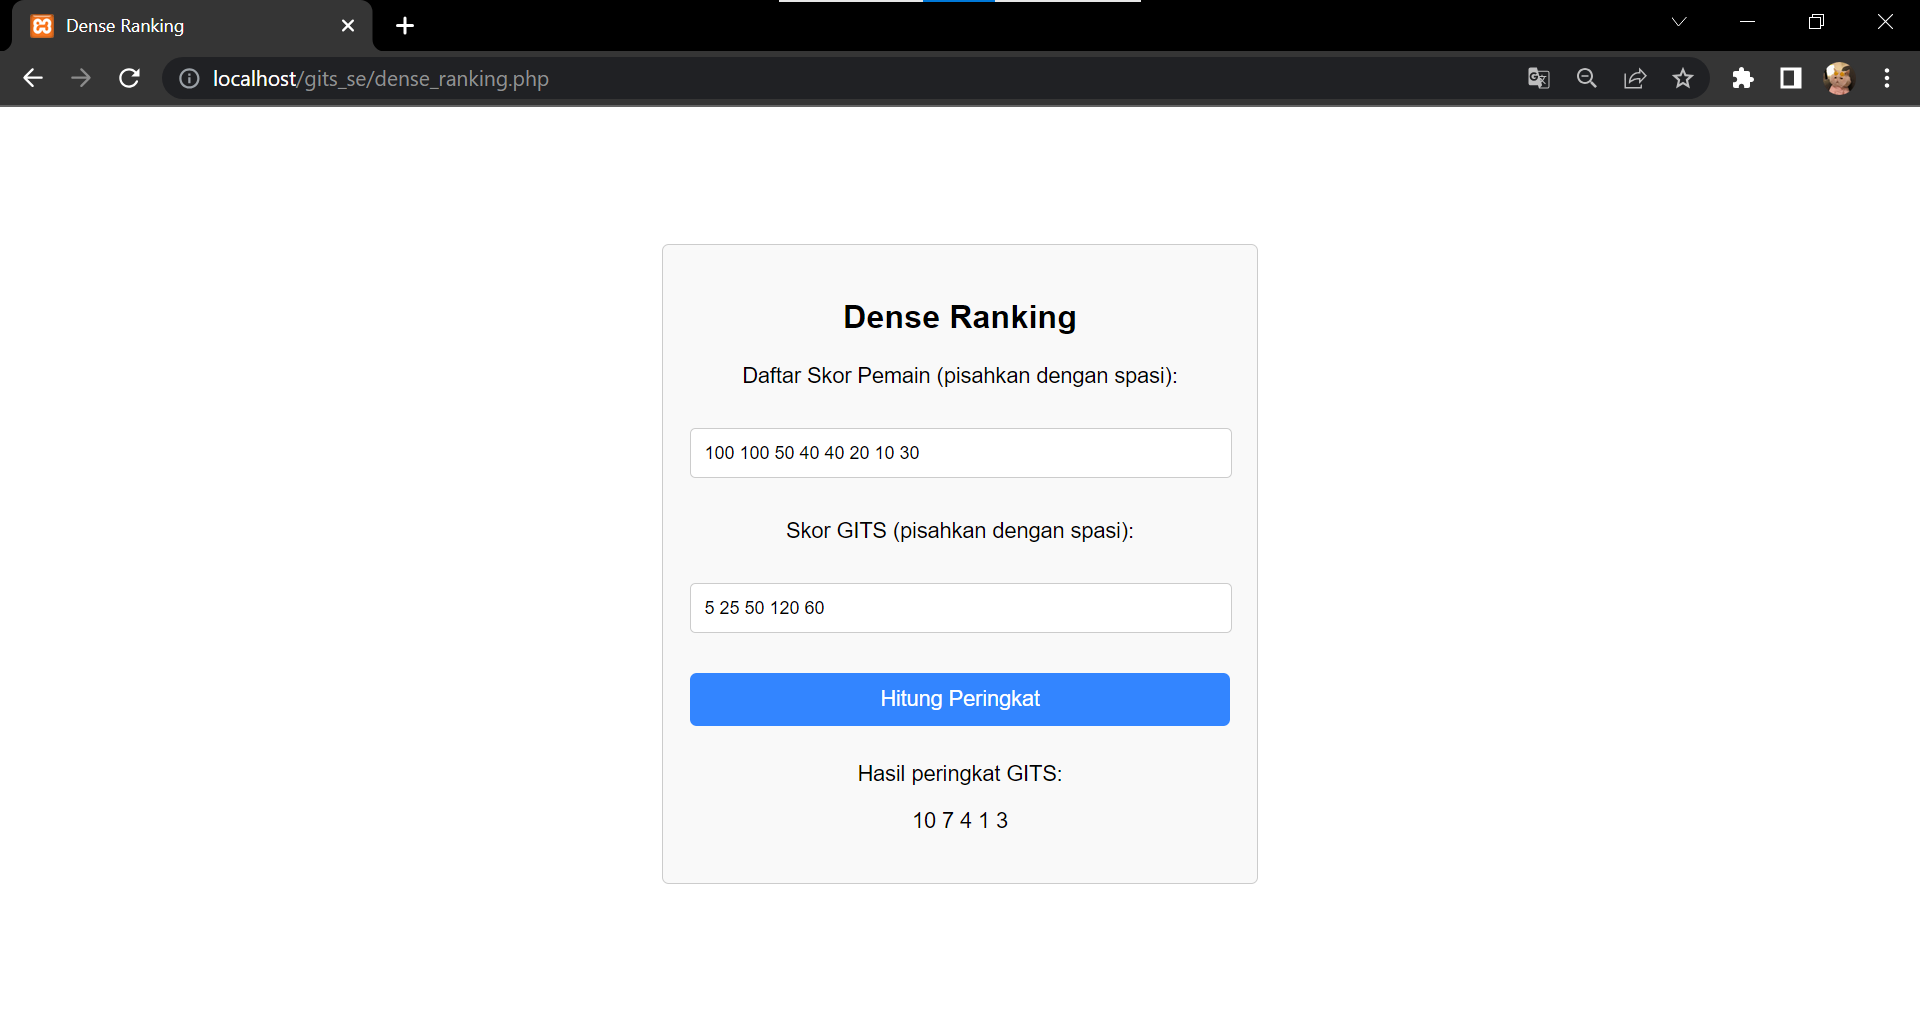 Dense Ranking
localhost/gits_se/dense_ranking.php
Dense Ranking
Daftar Skor Pemain (pisahkan dengan spasi):
100 100 50 40 40 20 10 30
Skor GITS (pisahkan dengan spasi):
5 25 50 120 60
Hitung Peringkat
Hasil peringkat GITS:
10 7 4 1 3